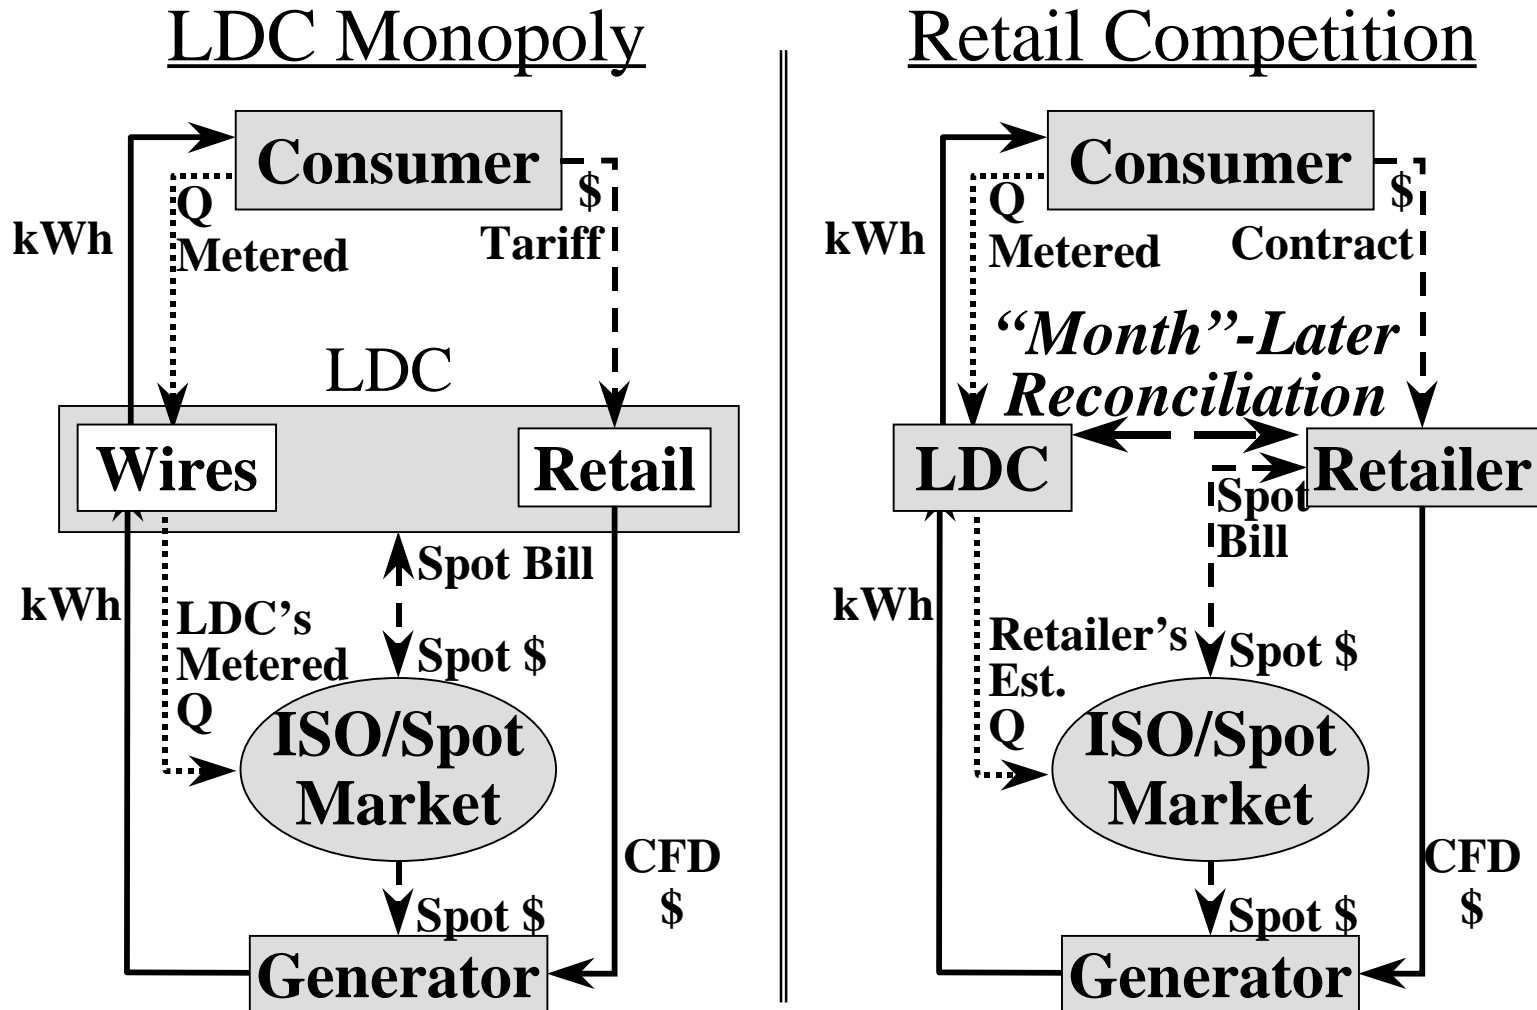 LDC Monopoly
Consumer
Q
Metered
$
Tariff
kWh
LDC
Wires
Retail
Spot Bill
kWh
LDC’s
Metered
Q
Spot $
ISO/Spot
Market
CFD
$
Spot $
Generator
Retail Competition
Consumer
Q
Metered
$
Contract
kWh
“Month”-Later
Reconciliation
LDC
Retailer
Spot
Bill
kWh
Retailer’s
Est.
Q
Spot $
ISO/Spot
Market
CFD
$
Spot $
Generator